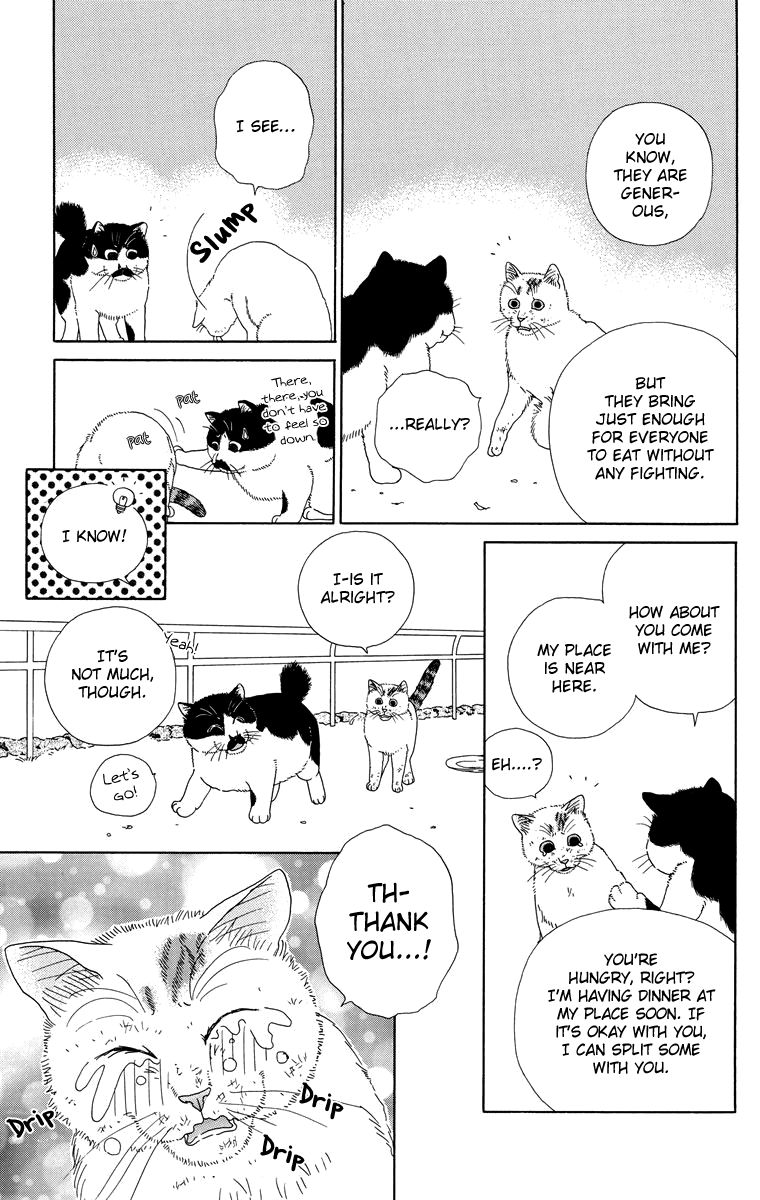 YOU
KNOW,
THEY ARE
GENER-
OUS,
BUT
THEY BRING
JUST ENOUGH
FOR EVERYONE
TO EAT WITHOUT
ANY FIGHTING.
...REALLY?
I SEE...
Slump
There,
there, you
don't have
to feel so
down.
pat
pat
I KNOW!
HOW ABOUT
YOU COME
WITH ME?
MY PLACE
IS NEAR
HERE.
EH....?
YOU'RE
HUNGRY, RIGHT?
I'M HAVING DINNER AT
MY PLACE SOON. IF
IT'S OKAY WITH YOU,
I CAN SPLIT SOME
WITH YOU.
I-IS IT
ALRIGHT?
Yeah!
IT'S
NOT MUCH,
THOUGH.
Let's
GO!
TH-
THANK
YOU...!
Drip
Drip
Drip